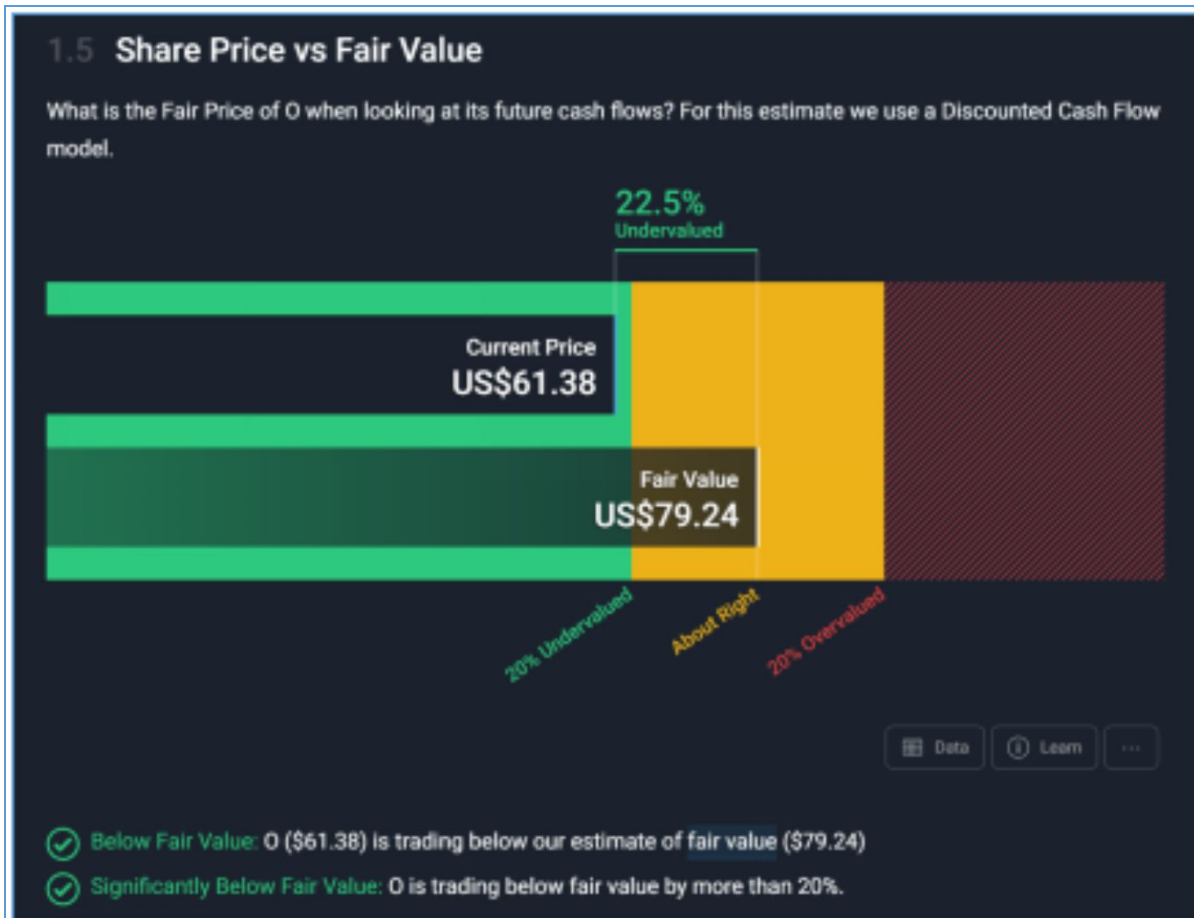 1.5 Share Price vs Fair Value
What is the Fair Price of O when looking at its future cash flows? For this estimate we use a Discounted Cash Flow
model.
22.5%
Undervalued
Current Price
US$61.38
Fair Value
US$79.24
20% Undervalued
About Right
20% Overvalued
Data
Learn
...
Below Fair Value: O ($61.38) is trading below our estimate of fair value ($79.24)
Significantly Below Fair Value: O is trading below fair value by more than 20%.